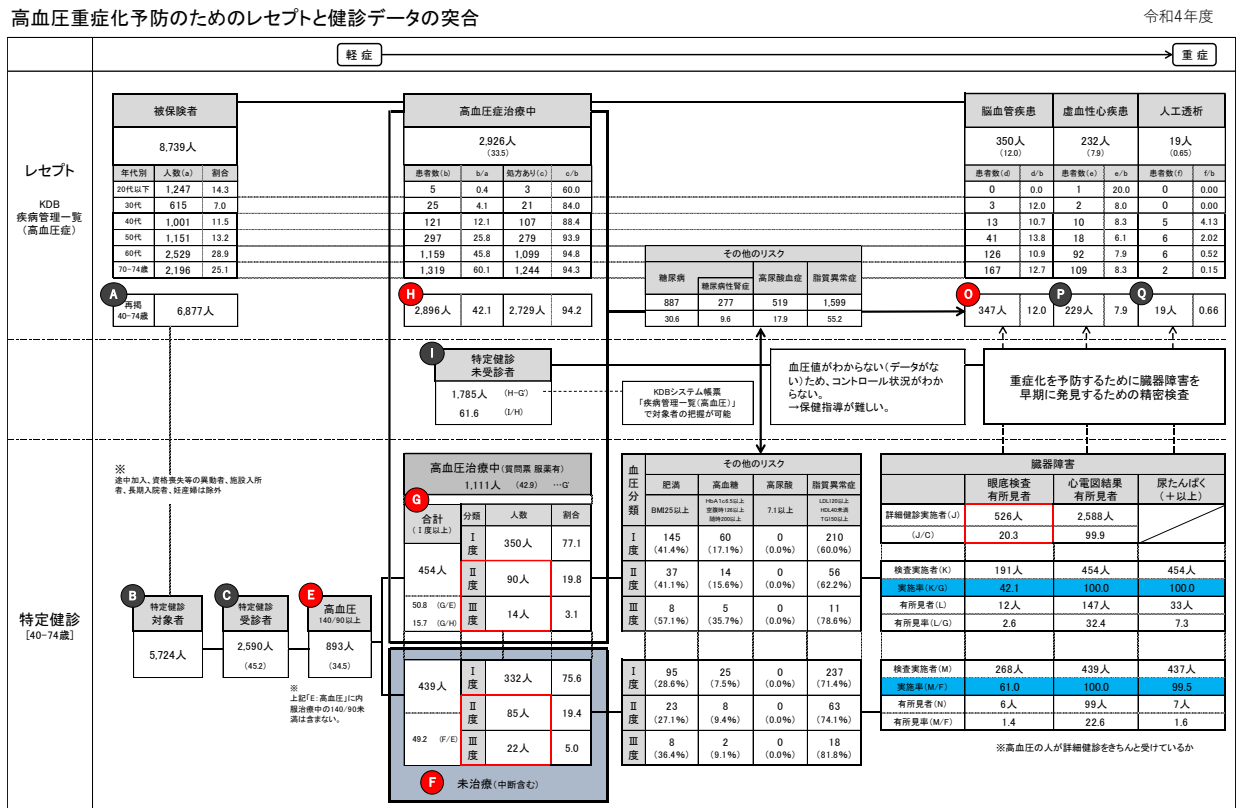 高血圧重症化予防のためのレセプトと健診データの突合
令和4年度
軽 症
重 症
レセプト
KDB
疾病管理一覧
(高血圧症)
被保険者
8,739人
年代別 人数(a) 割合
20代以下 1,247 14.3
30代 615 7.0
40代 1,001 11.5
50代 1,151 13.2
60代 2,529 28.9
70-74歳 2,196 25.1
A
再掲
40-74歳
6,877人
高血圧症治療中
2,926人
(33.5)
患者数(b) b/a 処方あり(c) c/b
5 0.4 3 60.0
25 4.1 21 84.0
121 12.1 107 88.4
297 25.8 279 93.9
1,159 45.8 1,099 94.8
1,319 60.1 1,244 94.3
H
2,896人 42.1 2,729人 94.2
その他のリスク
糖尿病 糖尿病性腎症 高尿酸血症 脂質異常症
887 277 519 1,599
30.6 9.6 17.9 55.2
脳血管疾患 虚血性心疾患 人工透析
350人 232人 19人
(12.0) (7.9) (0.65)
患者数(d) d/b 患者数(e) e/b 患者数(f) f/b
0 0.0 1 20.0 0 0.00
3 12.0 2 8.0 0 0.00
13 10.7 10 8.3 5 4.13
41 13.8 18 6.1 6 2.02
126 10.9 92 7.9 6 0.52
167 12.7 109 8.3 2 0.15
O P Q
347人 12.0 229人 7.9 19人 0.66
I
特定健診
未受診者
1,785人 (H-G')
61.6 (I/H)
KDBシステム帳票
「疾病管理一覧(高血圧)」
で対象者の把握が可能
血圧値がわからない(データがな
い)ため、コントロール状況がわか
らない。
→保健指導が難しい。
重症化を予防するために臓器障害を
早期に発見するための精密検査
特定健診
[40-74歳]
※
途中加入、資格喪失等の異動者、施設入所
者、長期入院者、妊産婦は除外
B
特定健診
対象者
5,724人
C
特定健診
受診者
2,590人
(45.2)
E
高血圧
140/90以上
893人
(34.5)
※
上記「E:高血圧」に内
服治療中の140/90未
満は含まない。
高血圧治療中(質問票 服薬有)
1,111人 (42.9) …G'
G
合計
(Ⅰ度以上)
分類 人数 割合
454人
50.8 (G/E)
15.7 (G/H)
Ⅰ度 350人 77.1
Ⅱ度 90人 19.8
Ⅲ度 14人 3.1
439人
49.2 (F/E)
Ⅰ度 332人 75.6
Ⅱ度 85人 19.4
Ⅲ度 22人 5.0
F
未治療(中断含む)
血圧分類
その他のリスク
肥満 高血糖 高尿酸 脂質異常症
BMI25以上
HbA1c6.5以上
空腹時126以上
随時200以上
7.1以上
LDL120以上
HDL40未満
TG150以上
Ⅰ度 145 60 0 210
(41.4%) (17.1%) (0.0%) (60.0%)
Ⅱ度 37 14 0 56
(41.1%) (15.6%) (0.0%) (62.2%)
Ⅲ度 8 5 0 11
(57.1%) (35.7%) (0.0%) (78.6%)
Ⅰ度 95 25 0 237
(28.6%) (7.5%) (0.0%) (71.4%)
Ⅱ度 23 8 0 63
(27.1%) (9.4%) (0.0%) (74.1%)
Ⅲ度 8 2 0 18
(36.4%) (9.1%) (0.0%) (81.8%)
臓器障害
眼底検査 心電図結果 尿たんぱく
有所見者 有所見者 (+以上)
詳細健診実施者(J) 526人 2,588人
(J/C) 20.3 99.9
検査実施者(K) 191人 454人 454人
実施率(K/G) 42.1 100.0 100.0
有所見者(L) 12人 147人 33人
有所見率(L/G) 2.6 32.4 7.3
検査実施者(M) 268人 439人 437人
実施率(M/F) 61.0 100.0 99.5
有所見者(N) 6人 99人 7人
有所見率(M/F) 1.4 22.6 1.6
※高血圧の人が詳細健診をきちんと受けているか